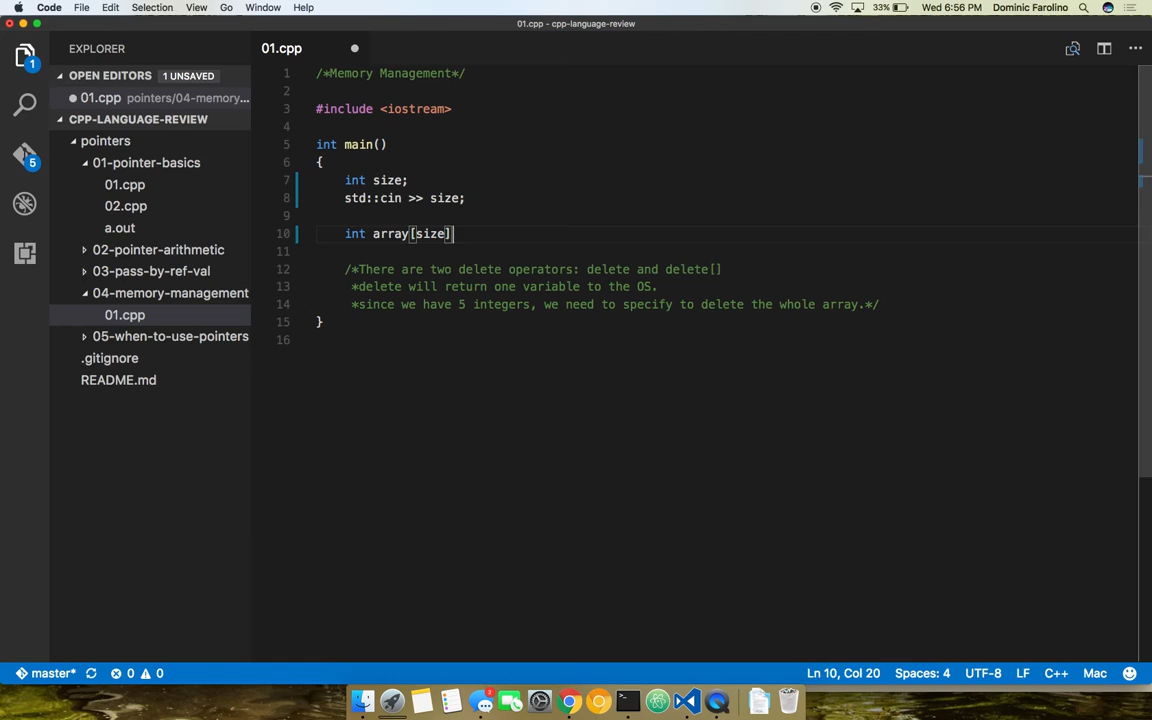 Code File Edit Selection View Go Window Help 33% Wed 6:56 PM Dominic Farolino
01.cpp - cpp-language-review
EXPLORER
OPEN EDITORS 1 UNSAVED
01.cpp pointers/04-memory...
CPP-LANGUAGE-REVIEW
pointers
01-pointer-basics
01.cpp
02.cpp
a.out
02-pointer-arithmetic
03-pass-by-ref-val
04-memory-management
01.cpp
05-when-to-use-pointers
.gitignore
README.md
1
5
01.cpp
1 /*Memory Management*/
2
3 #include <iostream>
4
5 int main()
6 {
7 int size;
8 std::cin >> size;
9
10 int array[size]
11
12 /*There are two delete operators: delete and delete[]
13 *delete will return one variable to the OS.
14 *since we have 5 integers, we need to specify to delete the whole array.*/
15 }
16
master* 0 0 Ln 10, Col 20 Spaces: 4 UTF-8 LF C++ Mac